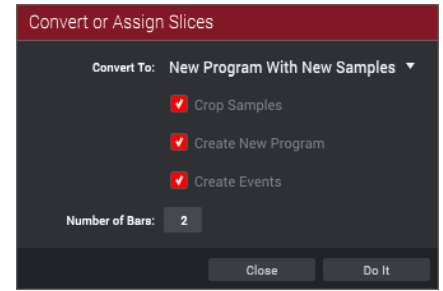 Convert or Assign Slices
Convert To: New Program With New Samples
Crop Samples
Create New Program
Create Events
Number of Bars: 2
Close Do It